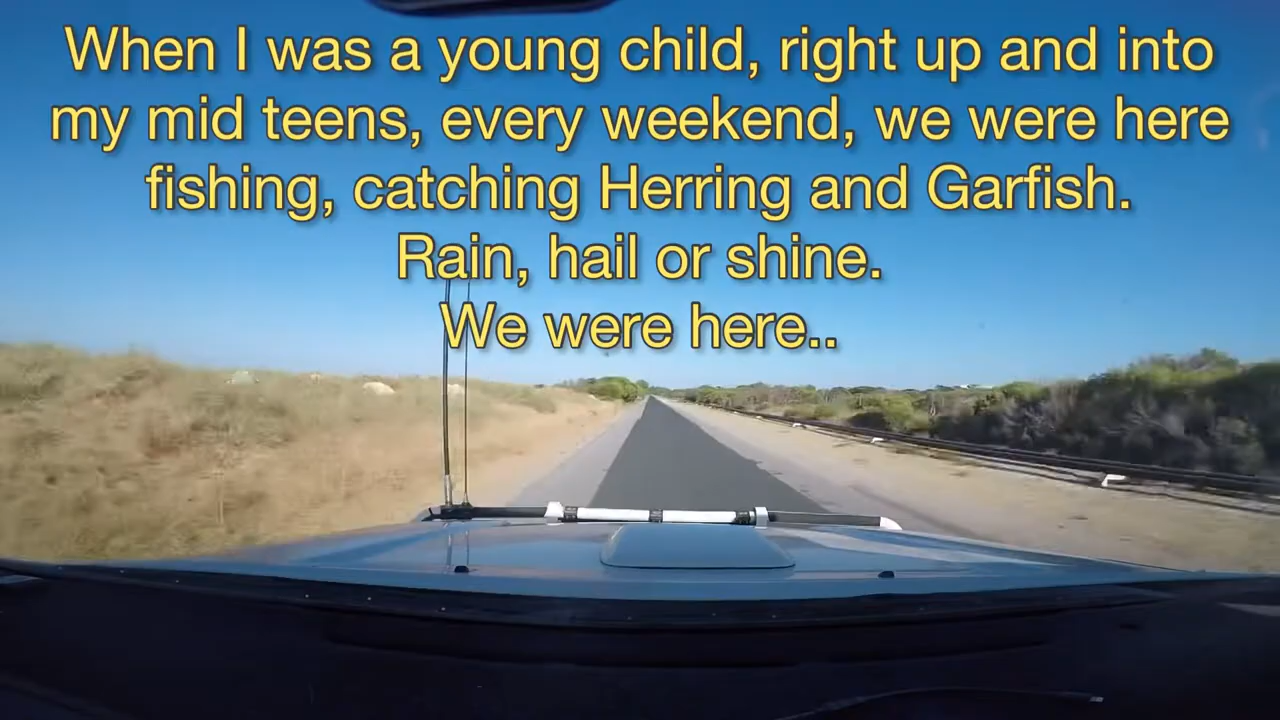 When I was a young child, right up and into
my mid teens, every weekend, we were here
fishing, catching Herring and Garfish.
Rain, hail or shine.
We were here..